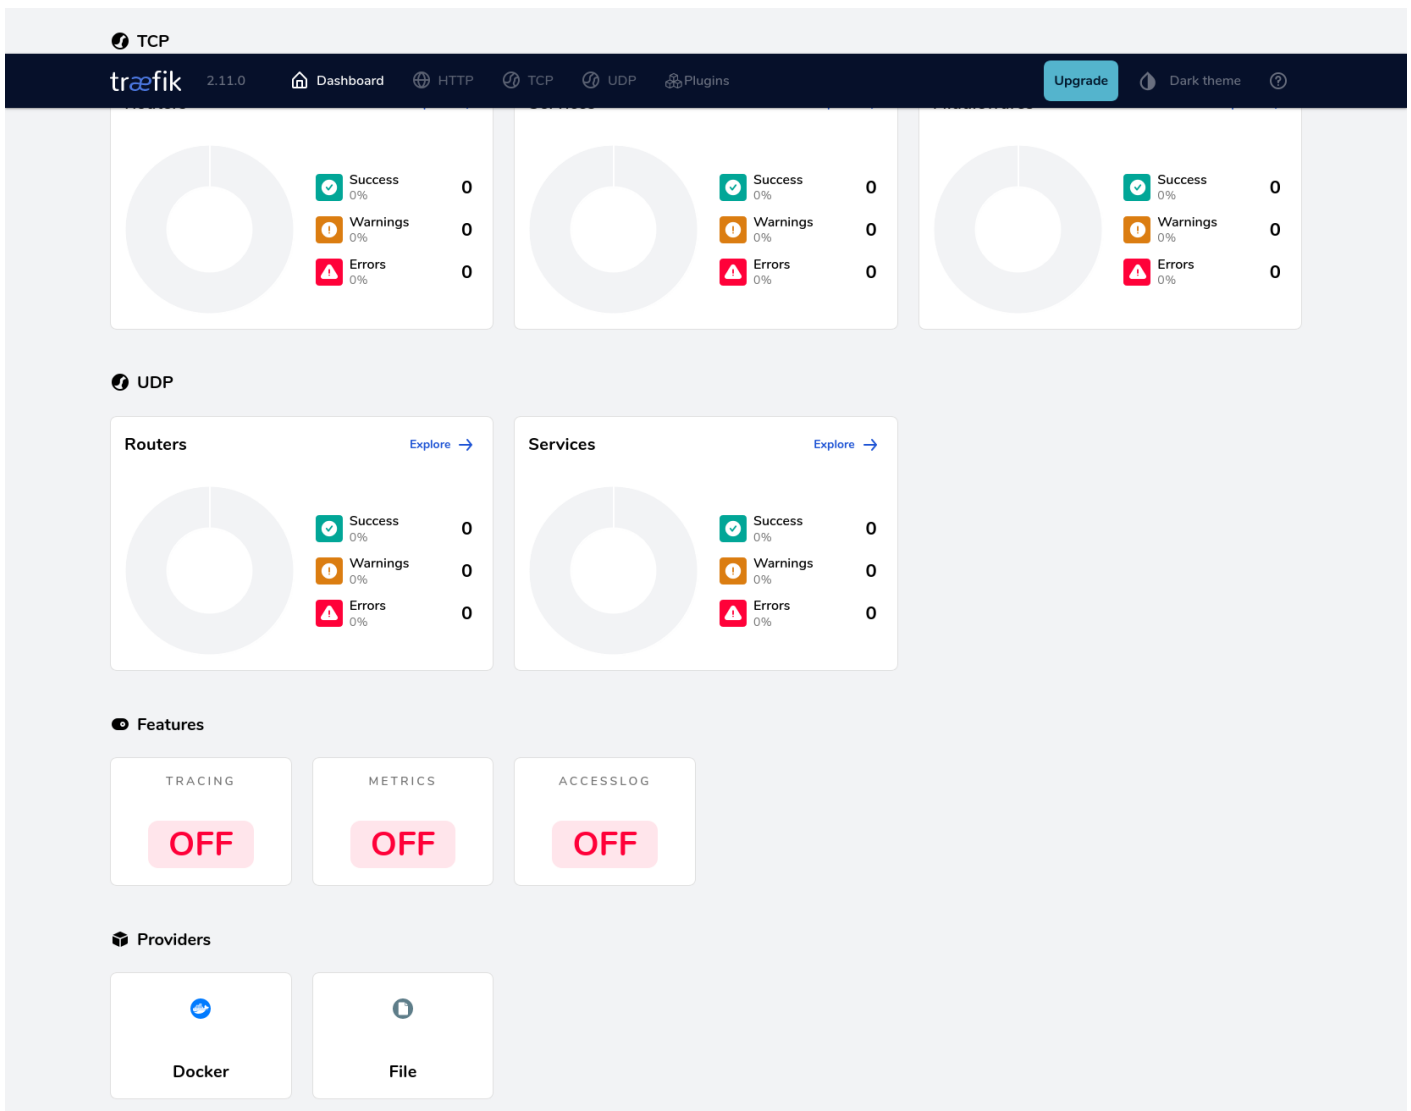 TCP
træfik 2.11.0 Dashboard HTTP TCP UDP Plugins Upgrade Dark theme
Success 0
0%
Warnings 0
0%
Errors 0
0%
Success 0
0%
Warnings 0
0%
Errors 0
0%
Success 0
0%
Warnings 0
0%
Errors 0
0%
UDP
Routers Explore
Success 0
0%
Warnings 0
0%
Errors 0
0%
Services Explore
Success 0
0%
Warnings 0
0%
Errors 0
0%
Features
TRACING
OFF
METRICS
OFF
ACCESSLOG
OFF
Providers
Docker
File